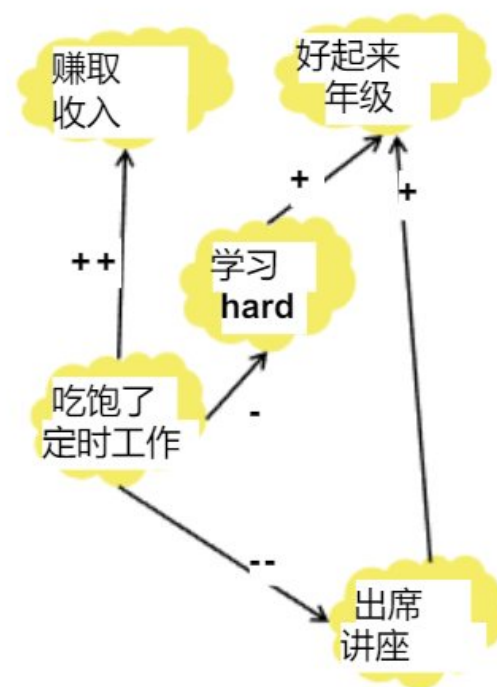 赚取
收入
好起来
年级
+
+
++
学习
hard
吃饱了
定时工作
-
--
出席
讲座